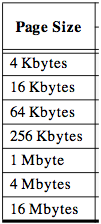 Page Size
4 Kbytes
16 Kbytes
64 Kbytes
256 Kbytes
1 Mbyte
4 Mbytes
16 Mbytes